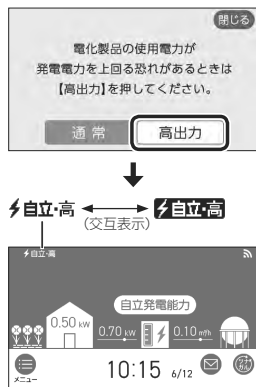 閉じる
電化製品の使用電力が
発電電力を上回る恐れがあるときは
【高出力】を押してください。
通常 高出力
自立・高 自立・高
(交互表示)
自立・高
自立発電能力
0.50 kw 0.70 kw 0.10 m³/h
メニュー 10:15 6/12